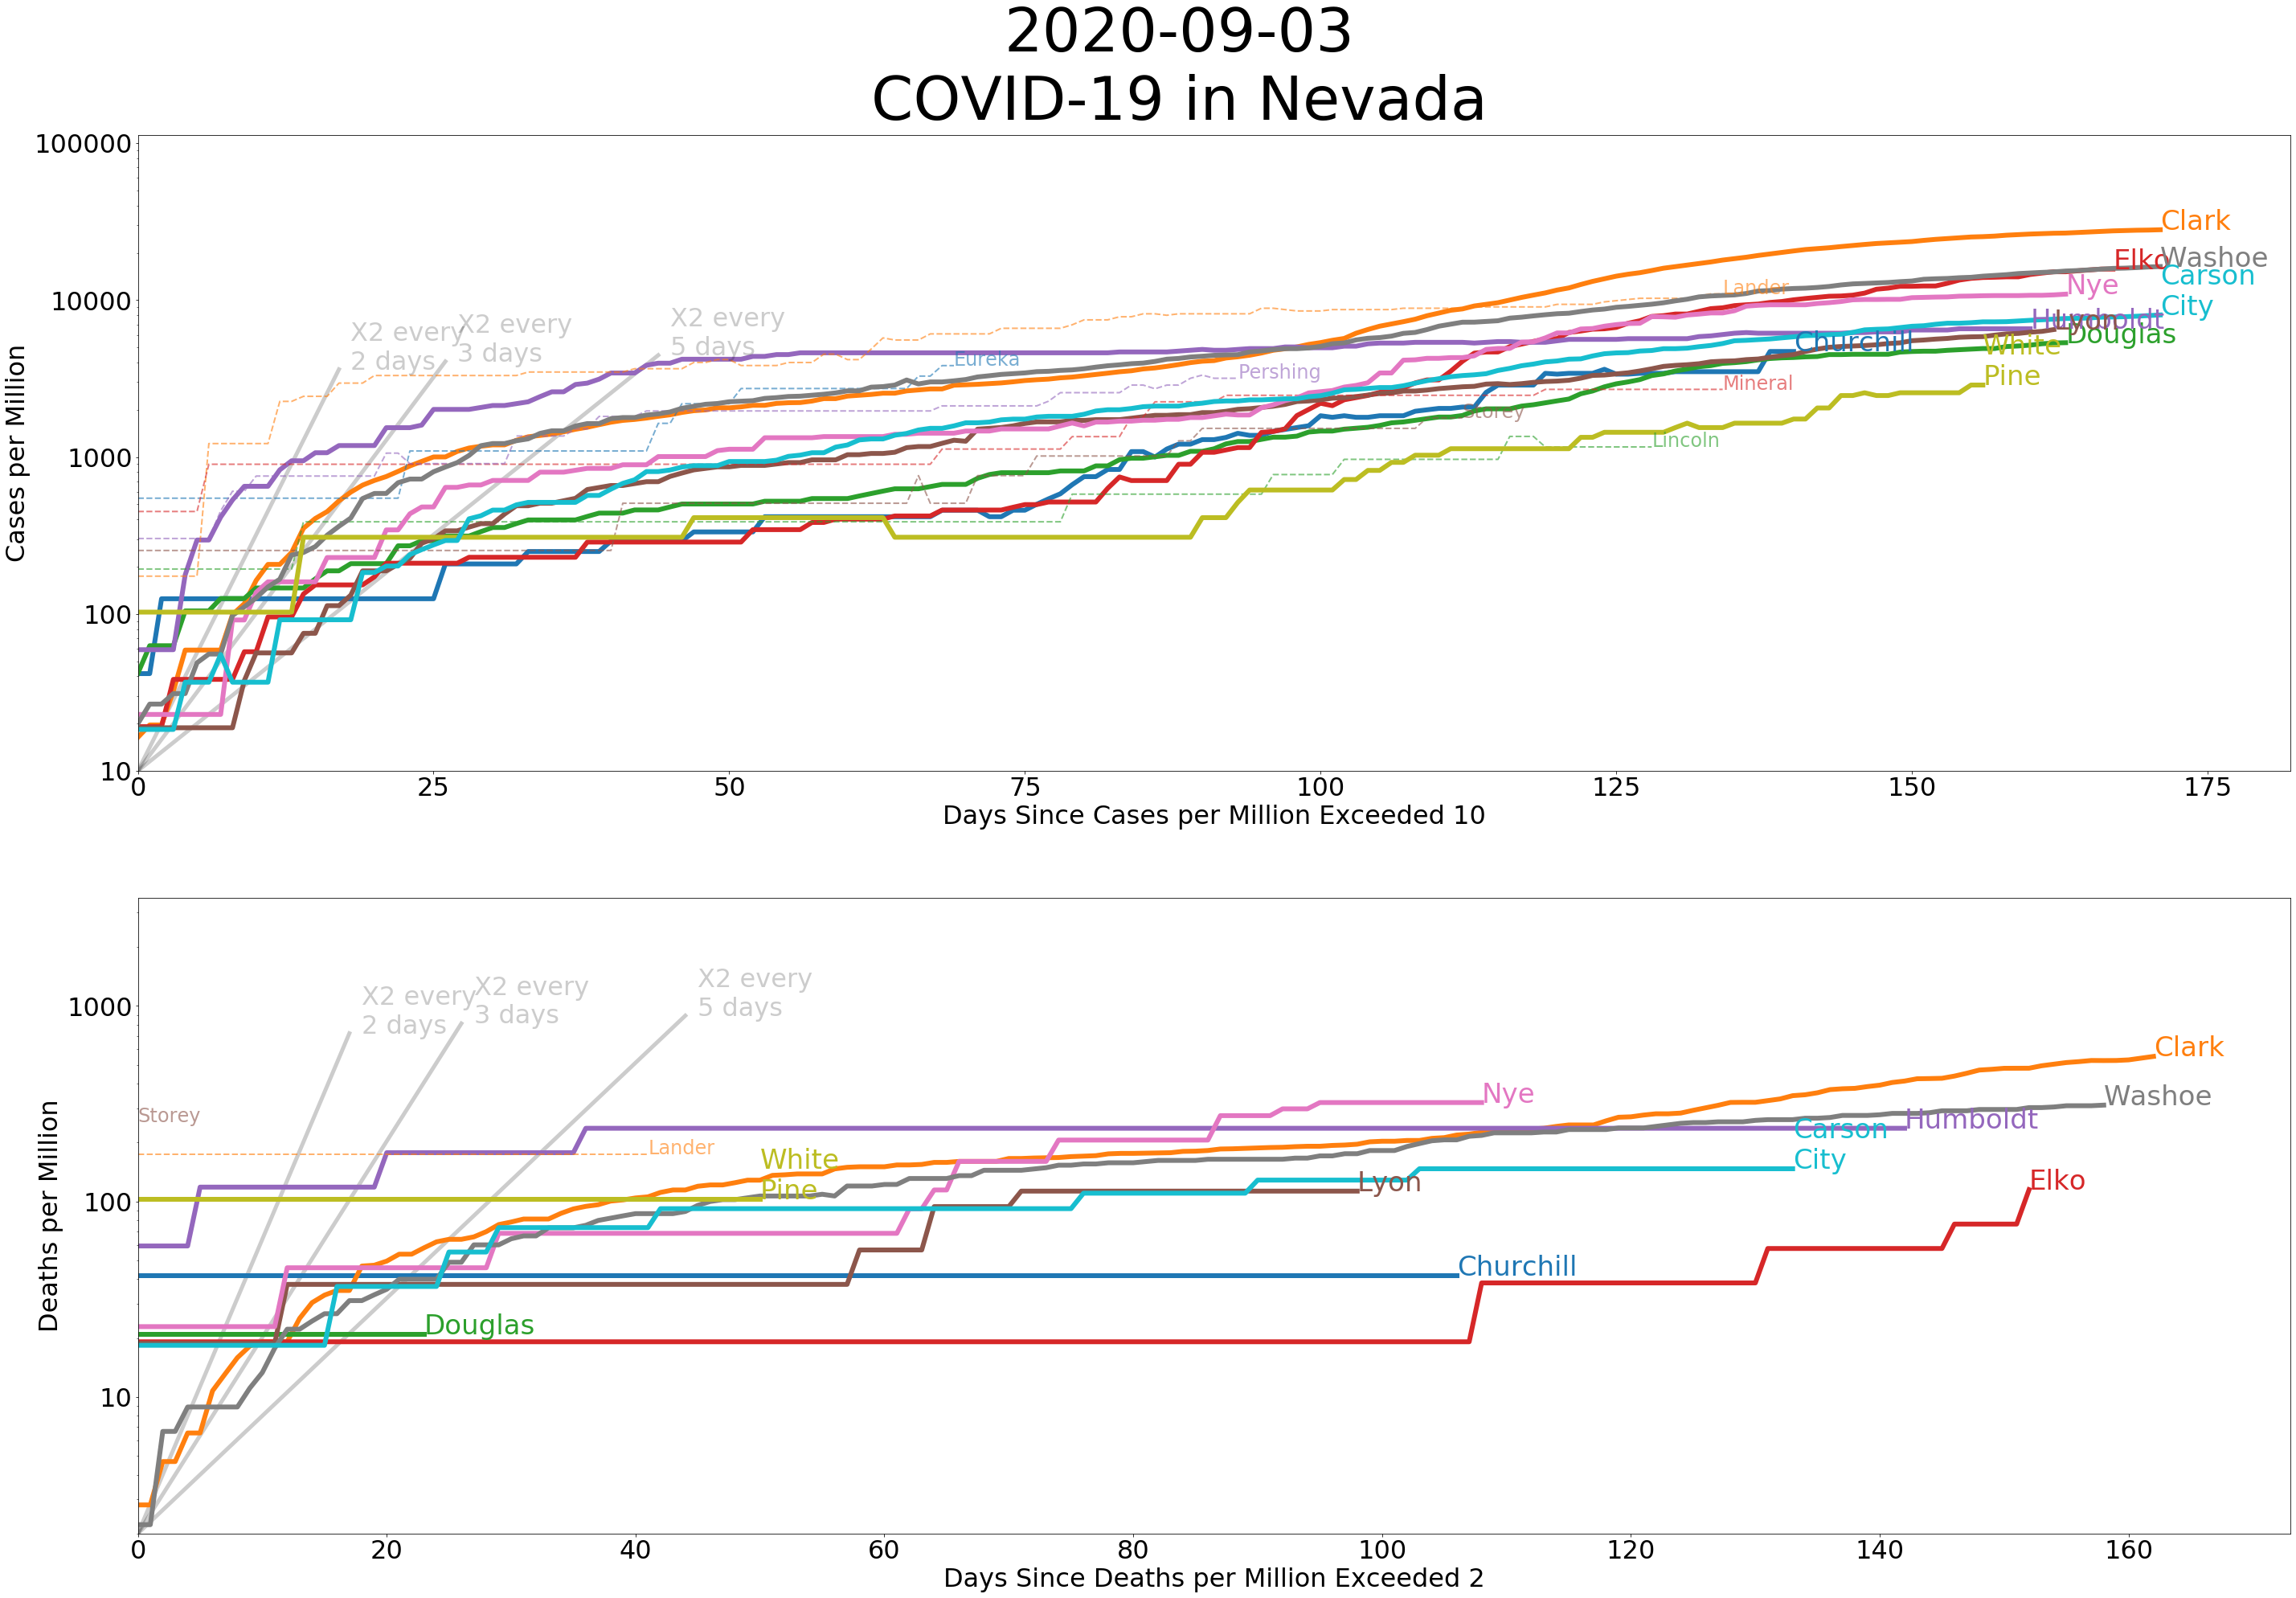 2020-09-03
COVID-19 in Nevada
Cases per Million
100000
10000
1000
100
10
X2 every
2 days
X2 every
3 days
X2 every
5 days
Clark
Washoe
Elko
Carson
City
Nye
Lander
Humboldt
Lyon
Douglas
Churchill
White
Pine
Eureka
Pershing
Mineral
Storey
Lincoln
0
25
50
75
100
125
150
175
Days Since Cases per Million Exceeded 10
Deaths per Million
1000
100
10
X2 every
2 days
X2 every
3 days
X2 every
5 days
Clark
Nye
Washoe
Storey
Humboldt
Carson
City
Lander
White
Pine
Lyon
Elko
Churchill
Douglas
0
20
40
60
80
100
120
140
160
Days Since Deaths per Million Exceeded 2